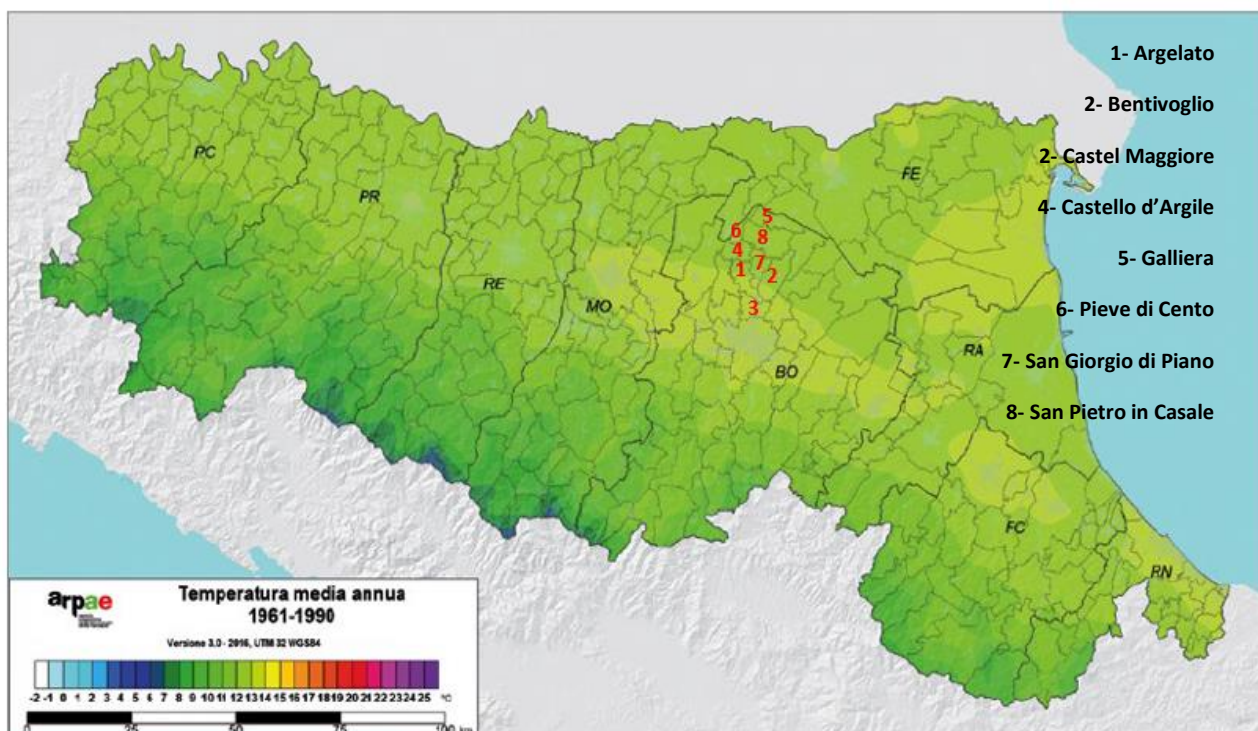 1- Argelato
2- Bentivoglio
2- Castel Maggiore
4- Castello d’Argile
5- Galliera
6- Pieve di Cento
7- San Giorgio di Piano
8- San Pietro in Casale
PC
PR
RE
MO
BO
FE
RA
FC
RN
5
6
8
4
7
1
2
3
arpae
Temperatura media annua
1961-1990
Versione 3.0 - 2016, UTM 32 WGS84
-2 -1 0 1 2 3 4 5 6 7 8 9 10 11 12 13 14 15 16 17 18 19 20 21 22 23 24 25 °C
0 25 50 75 100 km